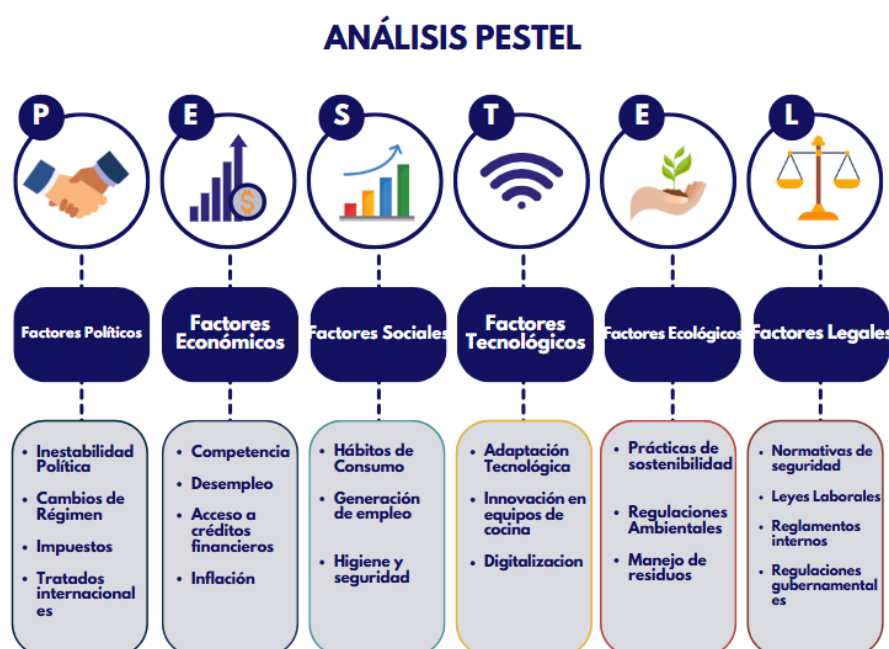 ANÁLISIS PESTEL
P
E
S
T
E
L
$
Factores Políticos
Factores
Económicos
Factores Sociales
Factores
Tecnológicos
Factores Ecológicos
Factores Legales
• Inestabilidad
Política
• Cambios de
Régimen
• Impuestos
• Tratados
internacional
es
• Competencia
• Desempleo
• Acceso a
créditos
financieros
• Inflación
• Hábitos de
Consumo
• Generación
de empleo
• Higiene y
seguridad
• Adaptación
Tecnológica
• Innovación en
equipos de
cocina
• Digitalizacion
• Prácticas de
sostenibilidad
• Regulaciones
Ambientales
• Manejo de
residuos
• Normativas de
seguridad
• Leyes Laborales
• Reglamentos
internos
• Regulaciones
gubernamental
es